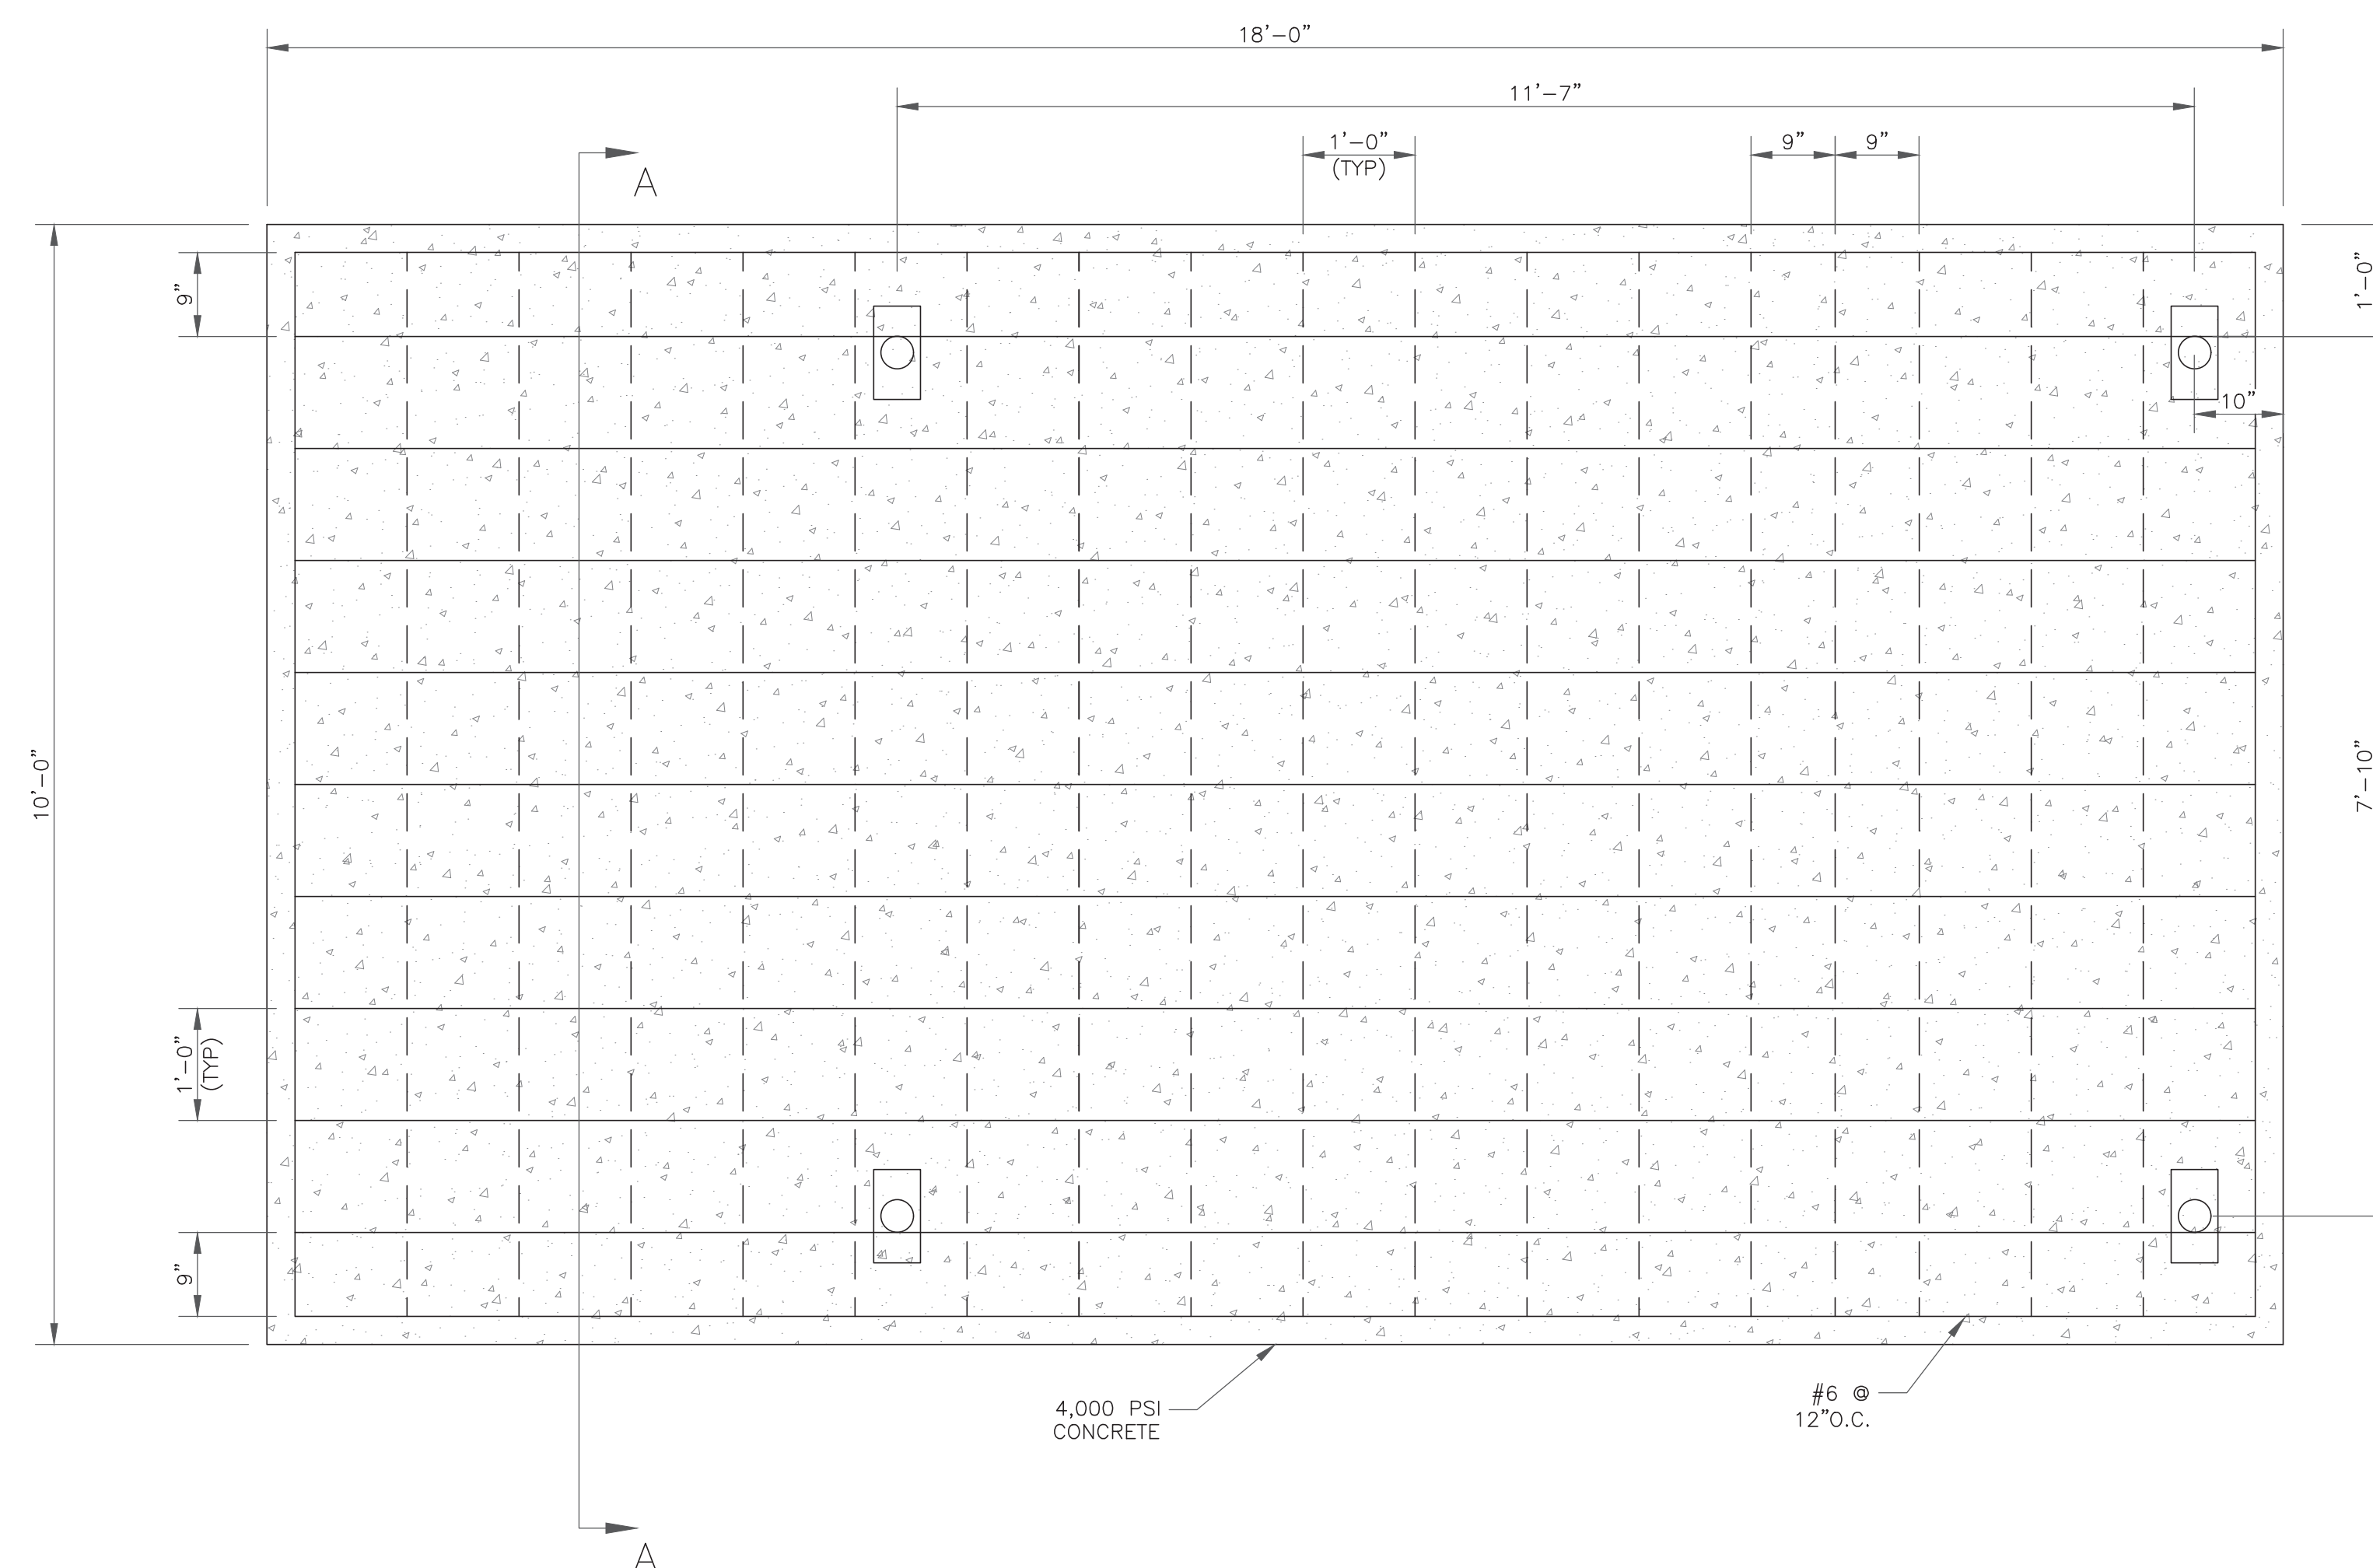 18'-0"
11'-7"
1'-0"
(TYP)
9"
9"
A
9"
1'-0"
10"
10'-0"
7'-10"
1'-0"
(TYP)
9"
4,000 PSI
CONCRETE
#6 @
12"O.C.
A